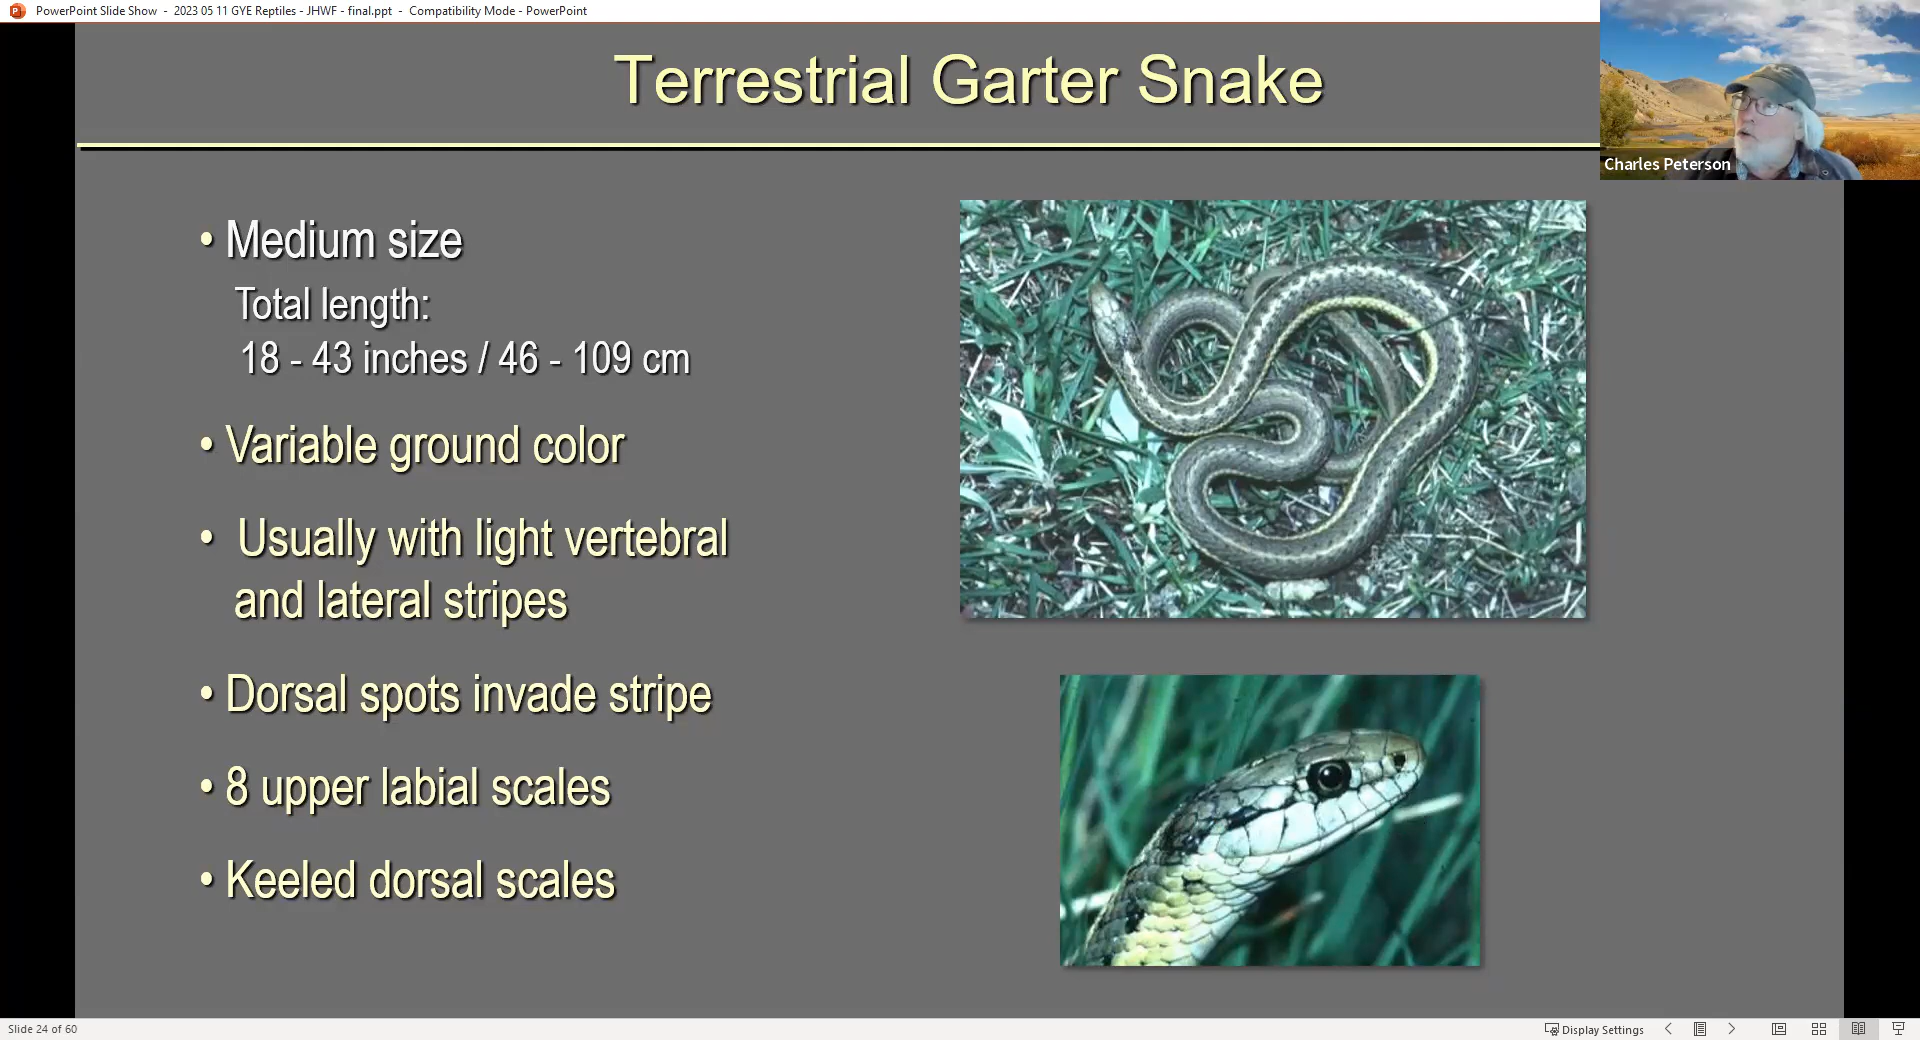 PowerPoint Slide Show - 2023 05 11 GYE Reptiles - JHWF - final.ppt - Compatibility Mode - PowerPoint
Terrestrial Garter Snake
Charles Peterson
• Medium size
Total length:
18 - 43 inches / 46 - 109 cm
• Variable ground color
• Usually with light vertebral
and lateral stripes
• Dorsal spots invade stripe
• 8 upper labial scales
• Keeled dorsal scales
Slide 24 of 60
Display Settings